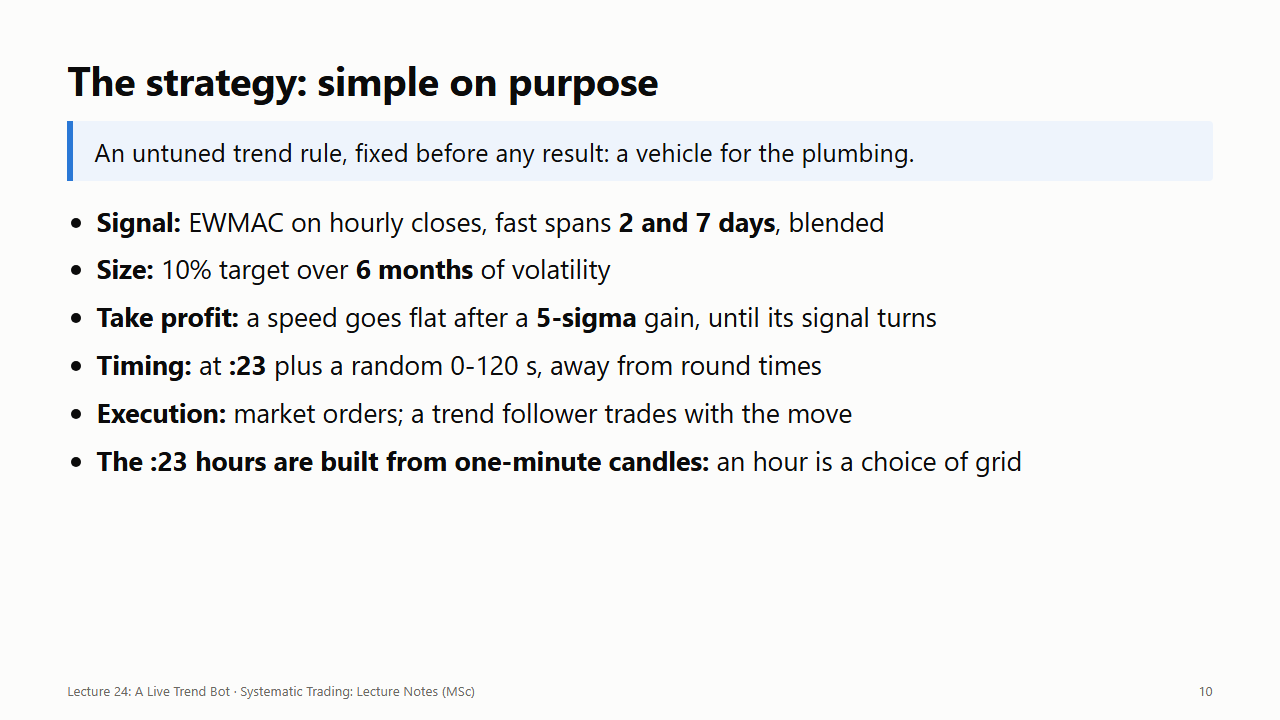 The strategy: simple on purpose
An untuned trend rule, fixed before any result: a vehicle for the plumbing.
• Signal: EWMAC on hourly closes, fast spans 2 and 7 days, blended
• Size: 10% target over 6 months of volatility
• Take profit: a speed goes flat after a 5-sigma gain, until its signal turns
• Timing: at :23 plus a random 0-120 s, away from round times
• Execution: market orders; a trend follower trades with the move
• The :23 hours are built from one-minute candles: an hour is a choice of grid
Lecture 24: A Live Trend Bot · Systematic Trading: Lecture Notes (MSc)
10